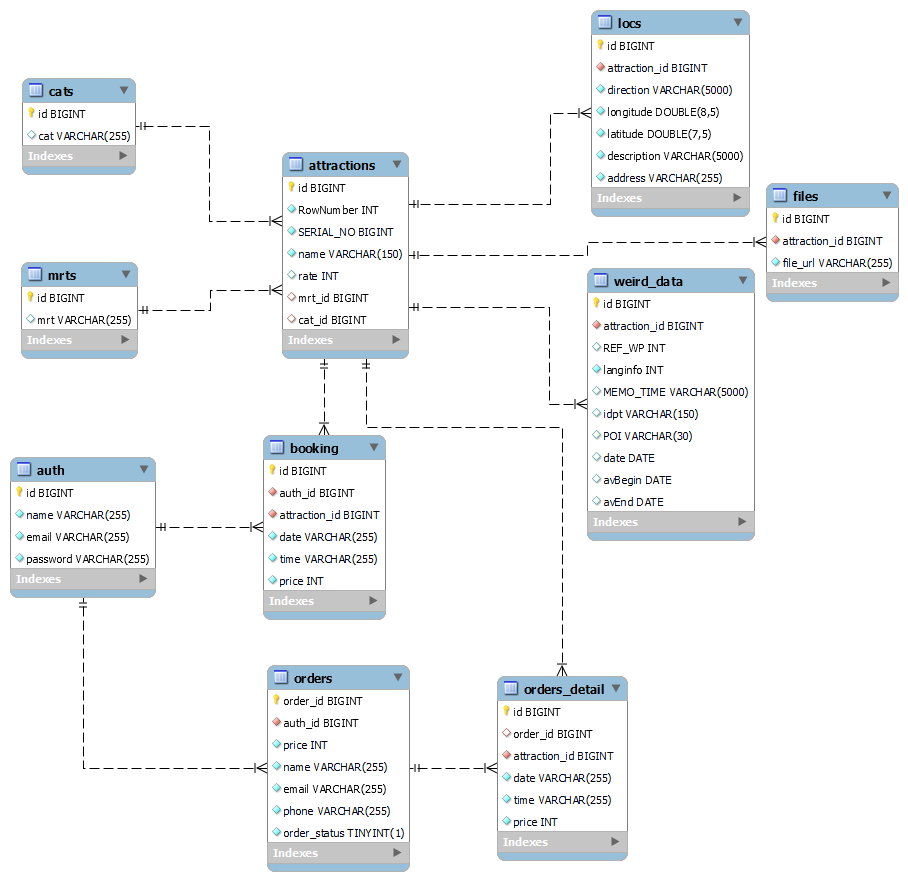 locs
id BIGINT
attraction_id BIGINT
direction VARCHAR(5000)
longitude DOUBLE(8,5)
latitude DOUBLE(7,5)
description VARCHAR(5000)
address VARCHAR(255)
Indexes
cats
id BIGINT
cat VARCHAR(255)
Indexes
attractions
id BIGINT
RowNumber INT
SERIAL_NO BIGINT
name VARCHAR(150)
rate INT
mrt_id BIGINT
cat_id BIGINT
Indexes
files
id BIGINT
attraction_id BIGINT
file_url VARCHAR(255)
Indexes
mrts
id BIGINT
mrt VARCHAR(255)
Indexes
weird_data
id BIGINT
attraction_id BIGINT
REF_WP INT
langinfo INT
MEMO_TIME VARCHAR(5000)
idpt VARCHAR(150)
POI VARCHAR(30)
date DATE
avBegin DATE
avEnd DATE
Indexes
booking
id BIGINT
auth_id BIGINT
attraction_id BIGINT
date VARCHAR(255)
time VARCHAR(255)
price INT
Indexes
auth
id BIGINT
name VARCHAR(255)
email VARCHAR(255)
password VARCHAR(255)
Indexes
orders
order_id BIGINT
auth_id BIGINT
price INT
name VARCHAR(255)
email VARCHAR(255)
phone VARCHAR(255)
order_status TINYINT(1)
Indexes
orders_detail
id BIGINT
order_id BIGINT
attraction_id BIGINT
date VARCHAR(255)
time VARCHAR(255)
price INT
Indexes